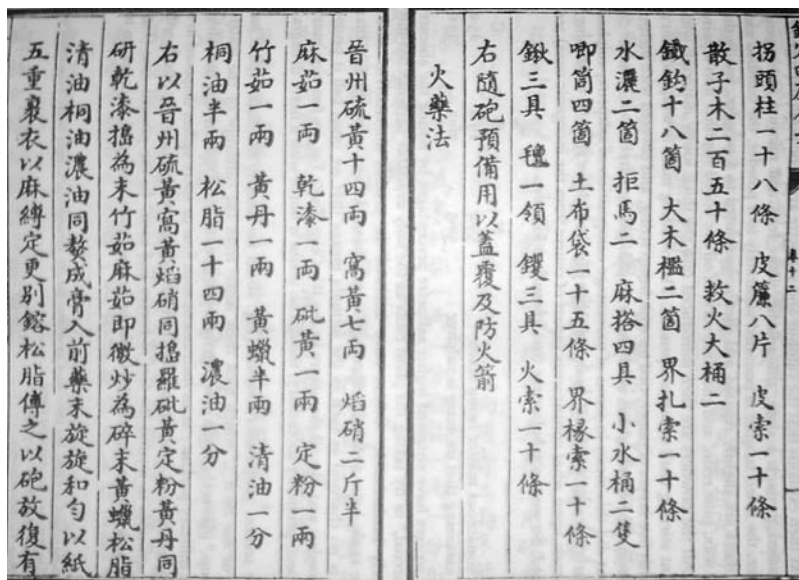 拐頭柱一十八條　皮簾八片　皮索一十條
散子木二百五十條　救火大桶二
鐵鈎十八箇　大木檻二箇　界扎索一十條
水濃二箇　拒馬二　麻搭四具　小水桶二隻
唧筒四箇　土布袋一十五條　界椽索一十條
鍬三具　氊一領　钁三具　火索一十條
右隨砲預備用以蓋覆及防火箭
火藥法
晉州硫黃十四兩　窩黃七兩　焰硝二斤半
麻茹一兩　乾漆一兩　砒黃一兩　定粉一兩
竹茹一兩　黃丹一兩　黃蠟半兩　清油一分
桐油半兩　松脂一十四兩　濃油一分
右以晉州硫黃窩黃焰硝同搗羅砒黃定粉黃丹同
研乾漆搗為末竹茹麻茹即微炒為碎末黃蠟松脂
清油桐油濃油同熬成膏入前藥末旋旋和匀以紙
五重裹衣以麻縛定更別鎔松脂傅之以砲放復有
卷十二